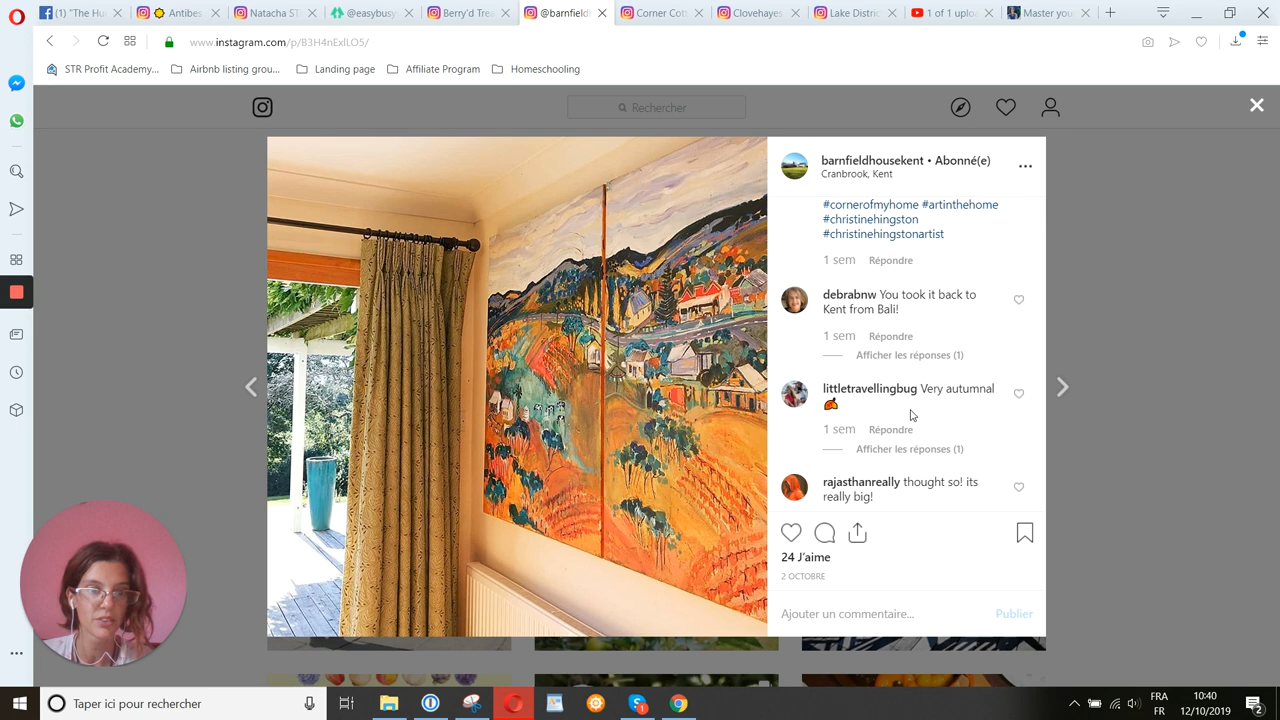 "The Hu
Antibes
Natacha ST
@easybusy
Berry'd Trea
@barnfield
Corner Cott
Clovehayes
Lake District
1 of 1 uploa
Master you
www.instagram.com/p/B3H4nExlLO5/
STR Profit Academy...
Airbnb listing grou...
Landing page
Affiliate Program
Homeschooling
Rechercher
barnfieldhousekent • Abonné(e)
Cranbrook, Kent
#cornerofmyhome #artinthehome
#christinehingston
#christinehingstonartist
1 sem Répondre
debrabnw You took it back to
Kent from Bali!
1 sem Répondre
Afficher les réponses (1)
littletravellingbug Very autumnal
🍂
1 sem Répondre
Afficher les réponses (1)
rajasthanreally thought so! its
really big!
24 J'aime
2 OCTOBRE
Ajouter un commentaire... Publier
Taper ici pour rechercher
1
FRA
FR
10:40
12/10/2019
2